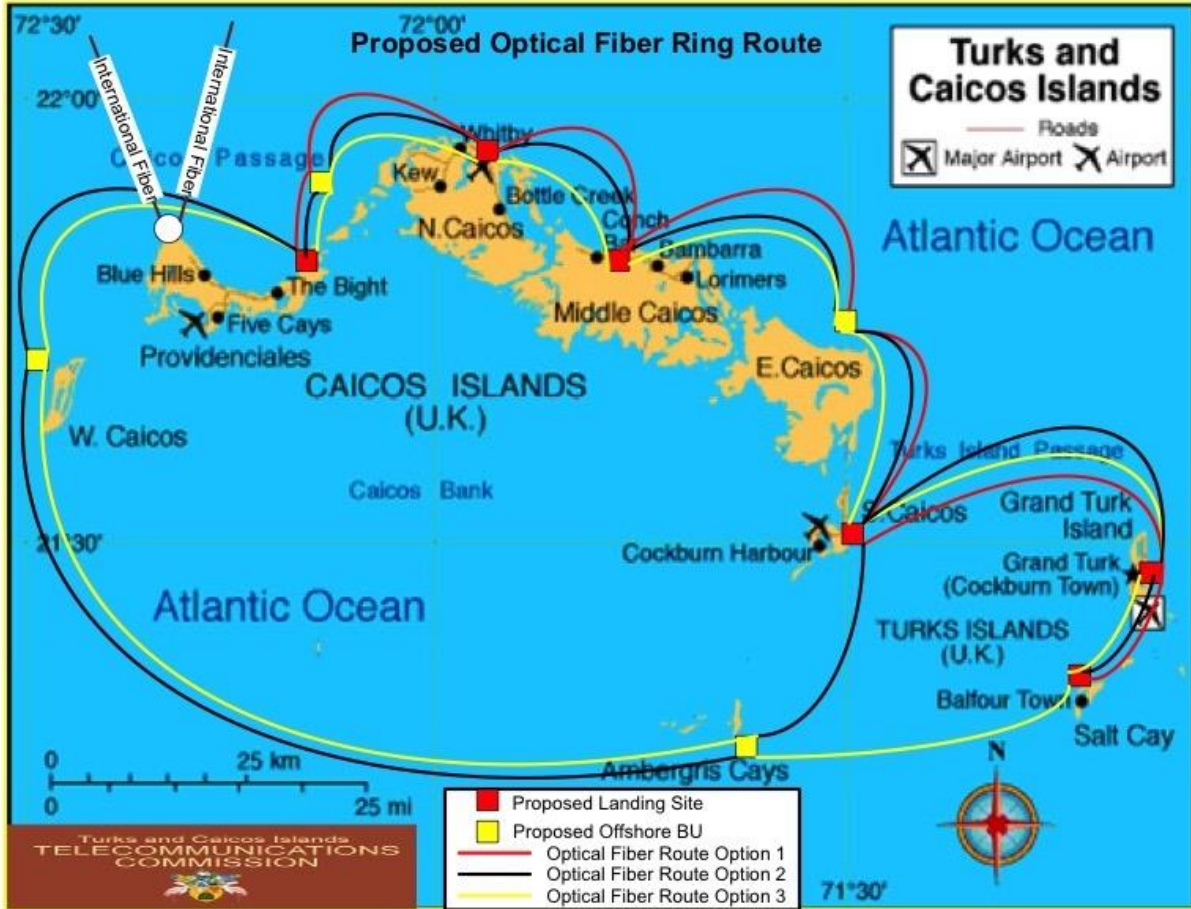 72°30'
72°00'
Proposed Optical Fiber Ring Route
Turks and
Caicos Islands
Roads
Major Airport
Airport
International Fiber
International Fiber
22°00'
Caicos Passage
Whitby
Kew
Bottle Creek
N.Caicos
Conch
Sambarra
Lorimers
Middle Caicos
Atlantic Ocean
Blue Hills
The Bight
Five Cays
Providenciales
E.Caicos
CAICOS ISLANDS
(U.K.)
W. Caicos
Turks Island Passage
Caicos Bank
S.Caicos
Grand Turk
Island
21°30'
Cockburn Harbour
Grand Turk
(Cockburn Town)
Atlantic Ocean
TURKS ISLANDS
(U.K.)
Balfour Town
Salt Cay
Ambergris Cays
N
0 25 km
0 25 mi
Proposed Landing Site
Proposed Offshore BU
Optical Fiber Route Option 1
Optical Fiber Route Option 2
Optical Fiber Route Option 3
Turks and Caicos Islands
TELECOMMUNICATIONS
COMMISSION
71°30'